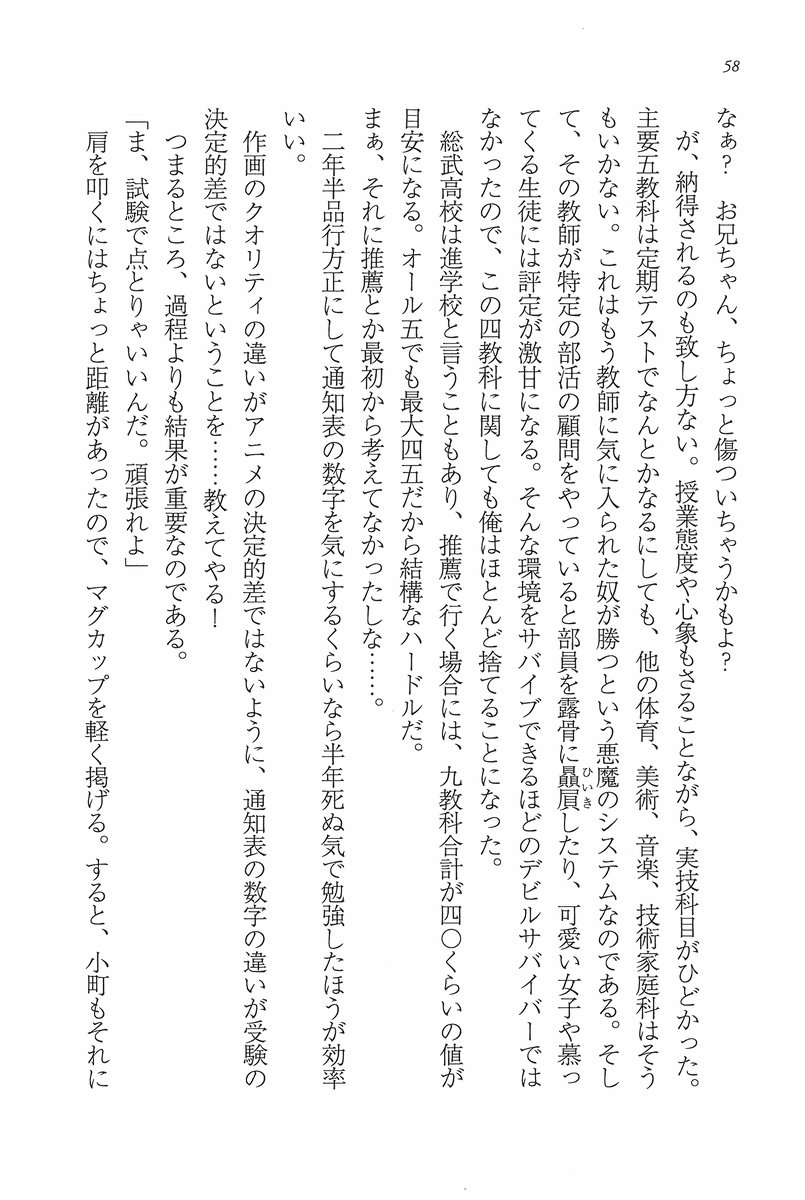 58
なぁ？　お兄ちゃん、ちょっと傷ついちゃうかもよ？
　が、納得されるのも致し方ない。授業態度や心象もさることながら、実技科目がひどかった。
主要五教科は定期テストでなんとかなるにしても、他の体育、美術、音楽、技術家庭科はそう
もいかない。これはもう教師に気に入られた奴が勝つという悪魔のシステムなのである。そし
て、その教師が特定の部活の顧問をやっていると部員を露骨に贔屓ひいきしたり、可愛い女子や慕っ
てくる生徒には評定が激甘になる。そんな環境をサバイブできるほどのデビルサバイバーでは
なかったので、この四教科に関しても俺はほとんど捨てることになった。
　総武高校は進学校と言うこともあり、推薦で行く場合には、九教科合計が四〇くらいの値が
目安になる。オール五でも最大四五だから結構なハードルだ。
まぁ、それに推薦とか最初から考えてなかったしな……。
　二年半品行方正にして通知表の数字を気にするくらいなら半年死ぬ気で勉強したほうが効率
いい。
　作画のクオリティの違いがアニメの決定的差ではないように、通知表の数字の違いが受験の
決定的差ではないということを……教えてやる！
　つまるところ、過程よりも結果が重要なのである。
「ま、試験で点とりゃいいんだ。頑張れよ」
　肩を叩くにはちょっと距離があったので、マグカップを軽く掲げる。すると、小町もそれに